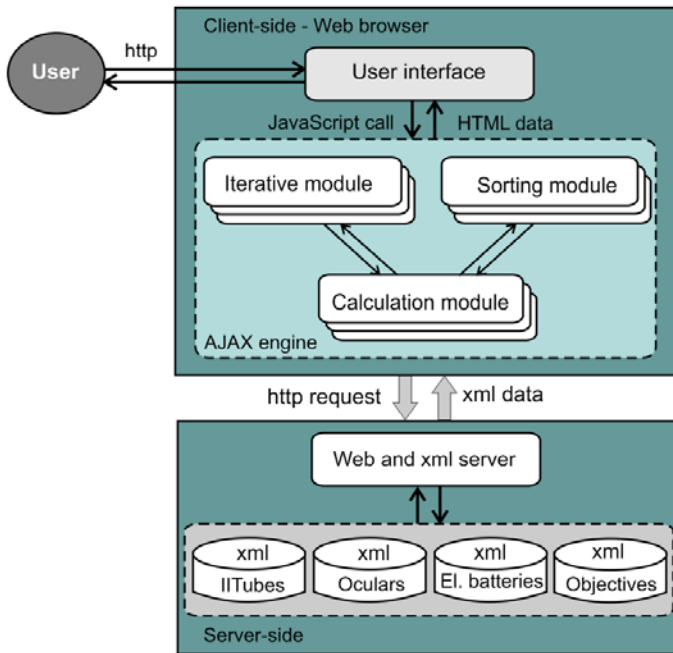 Client-side - Web browser
http
User
User interface
JavaScript call
HTML data
Iterative module
Sorting module
Calculation module
AJAX engine
http request
xml data
Web and xml server
xml
xml
xml
xml
IITubes
Oculars
El. batteries
Objectives
Server-side